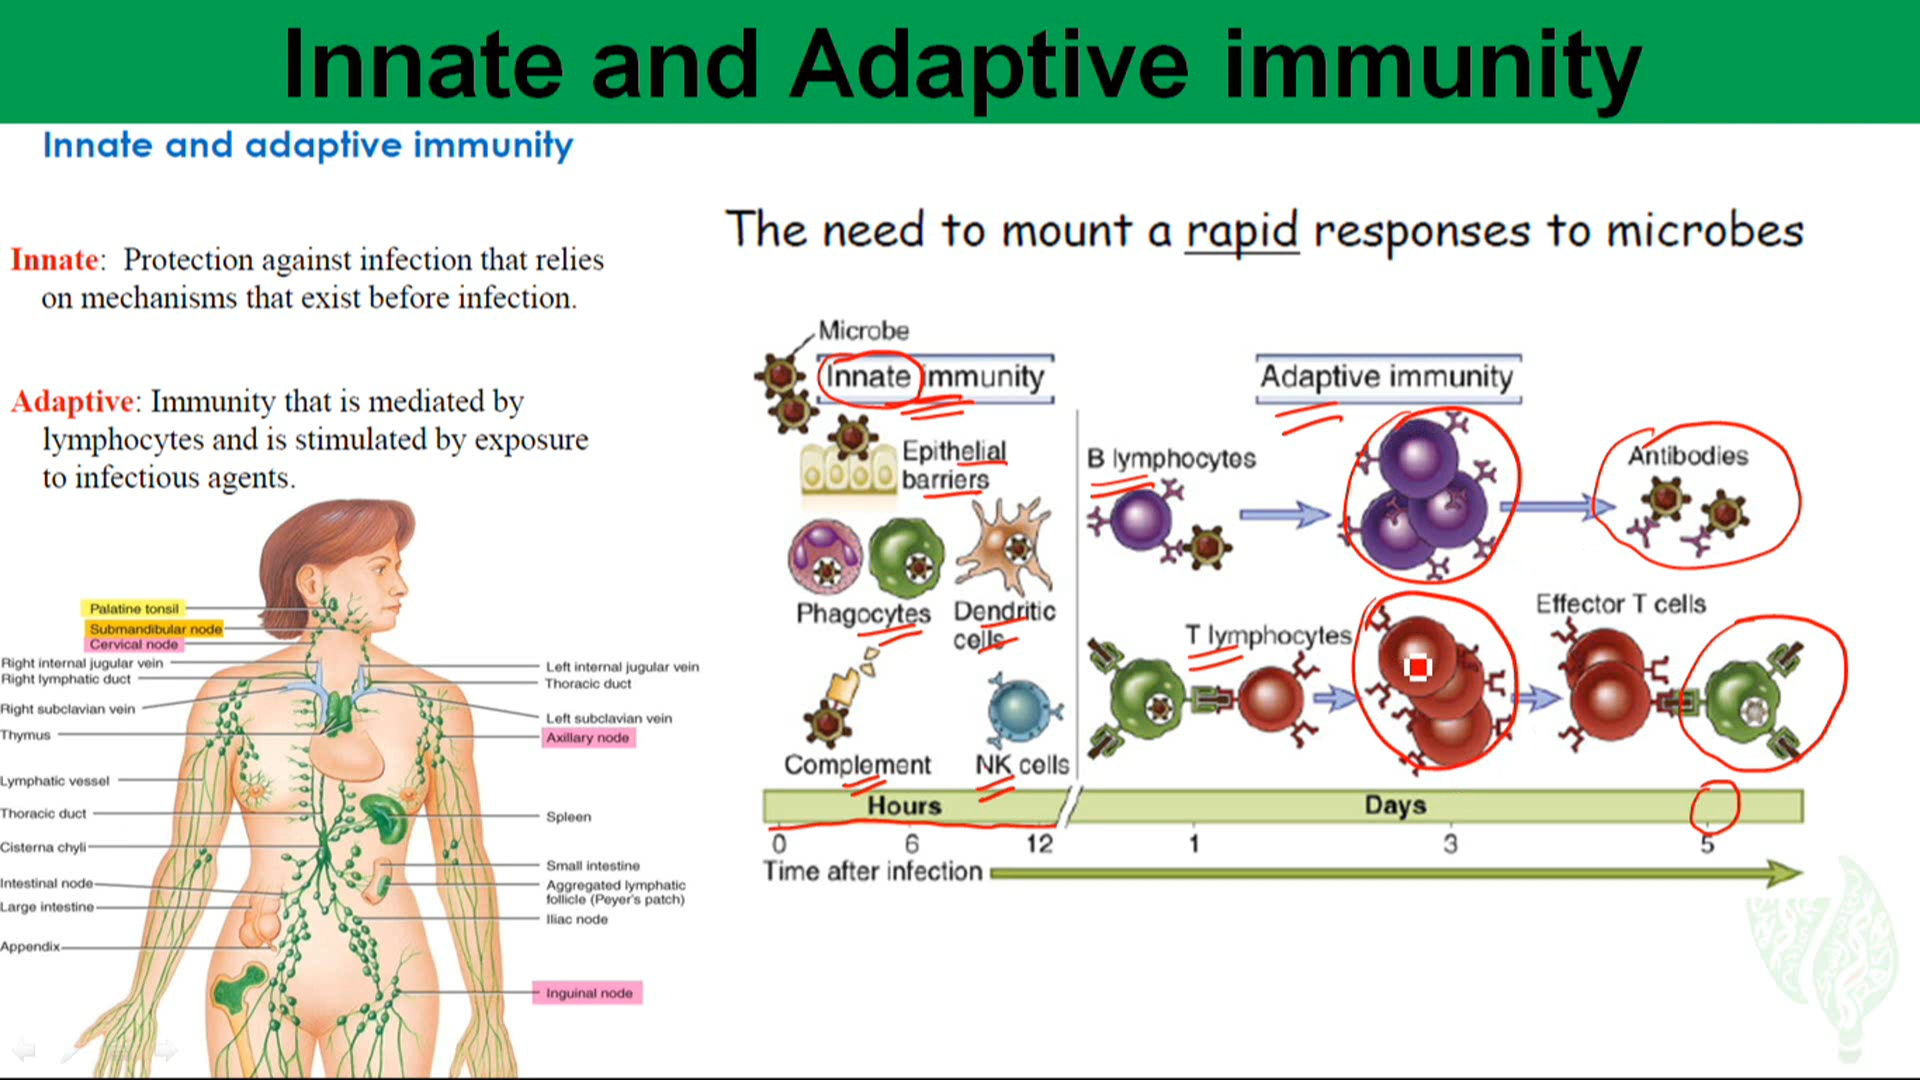 Innate and Adaptive immunity
Innate and adaptive immunity
Innate: Protection against infection that relies
on mechanisms that exist before infection.
Adaptive: Immunity that is mediated by
lymphocytes and is stimulated by exposure
to infectious agents.
Palatine tonsil
Submandibular node
Cervical node
Right internal jugular vein
Right lymphatic duct
Right subclavian vein
Thymus
Lymphatic vessel
Thoracic duct
Cisterna chyli
Intestinal node
Large intestine
Appendix
Left internal jugular vein
Thoracic duct
Left subclavian vein
Axillary node
Spleen
Small intestine
Aggregated lymphatic
follicle (Peyer's patch)
Iliac node
Inguinal node
The need to mount a rapid responses to microbes
Microbe
Innate immunity
Epithelial
barriers
Phagocytes
Dendritic
cells
Complement
NK cells
Adaptive immunity
B lymphocytes
Antibodies
T lymphocytes
Effector T cells
Hours
Days
0 6 12 1 3 5
Time after infection